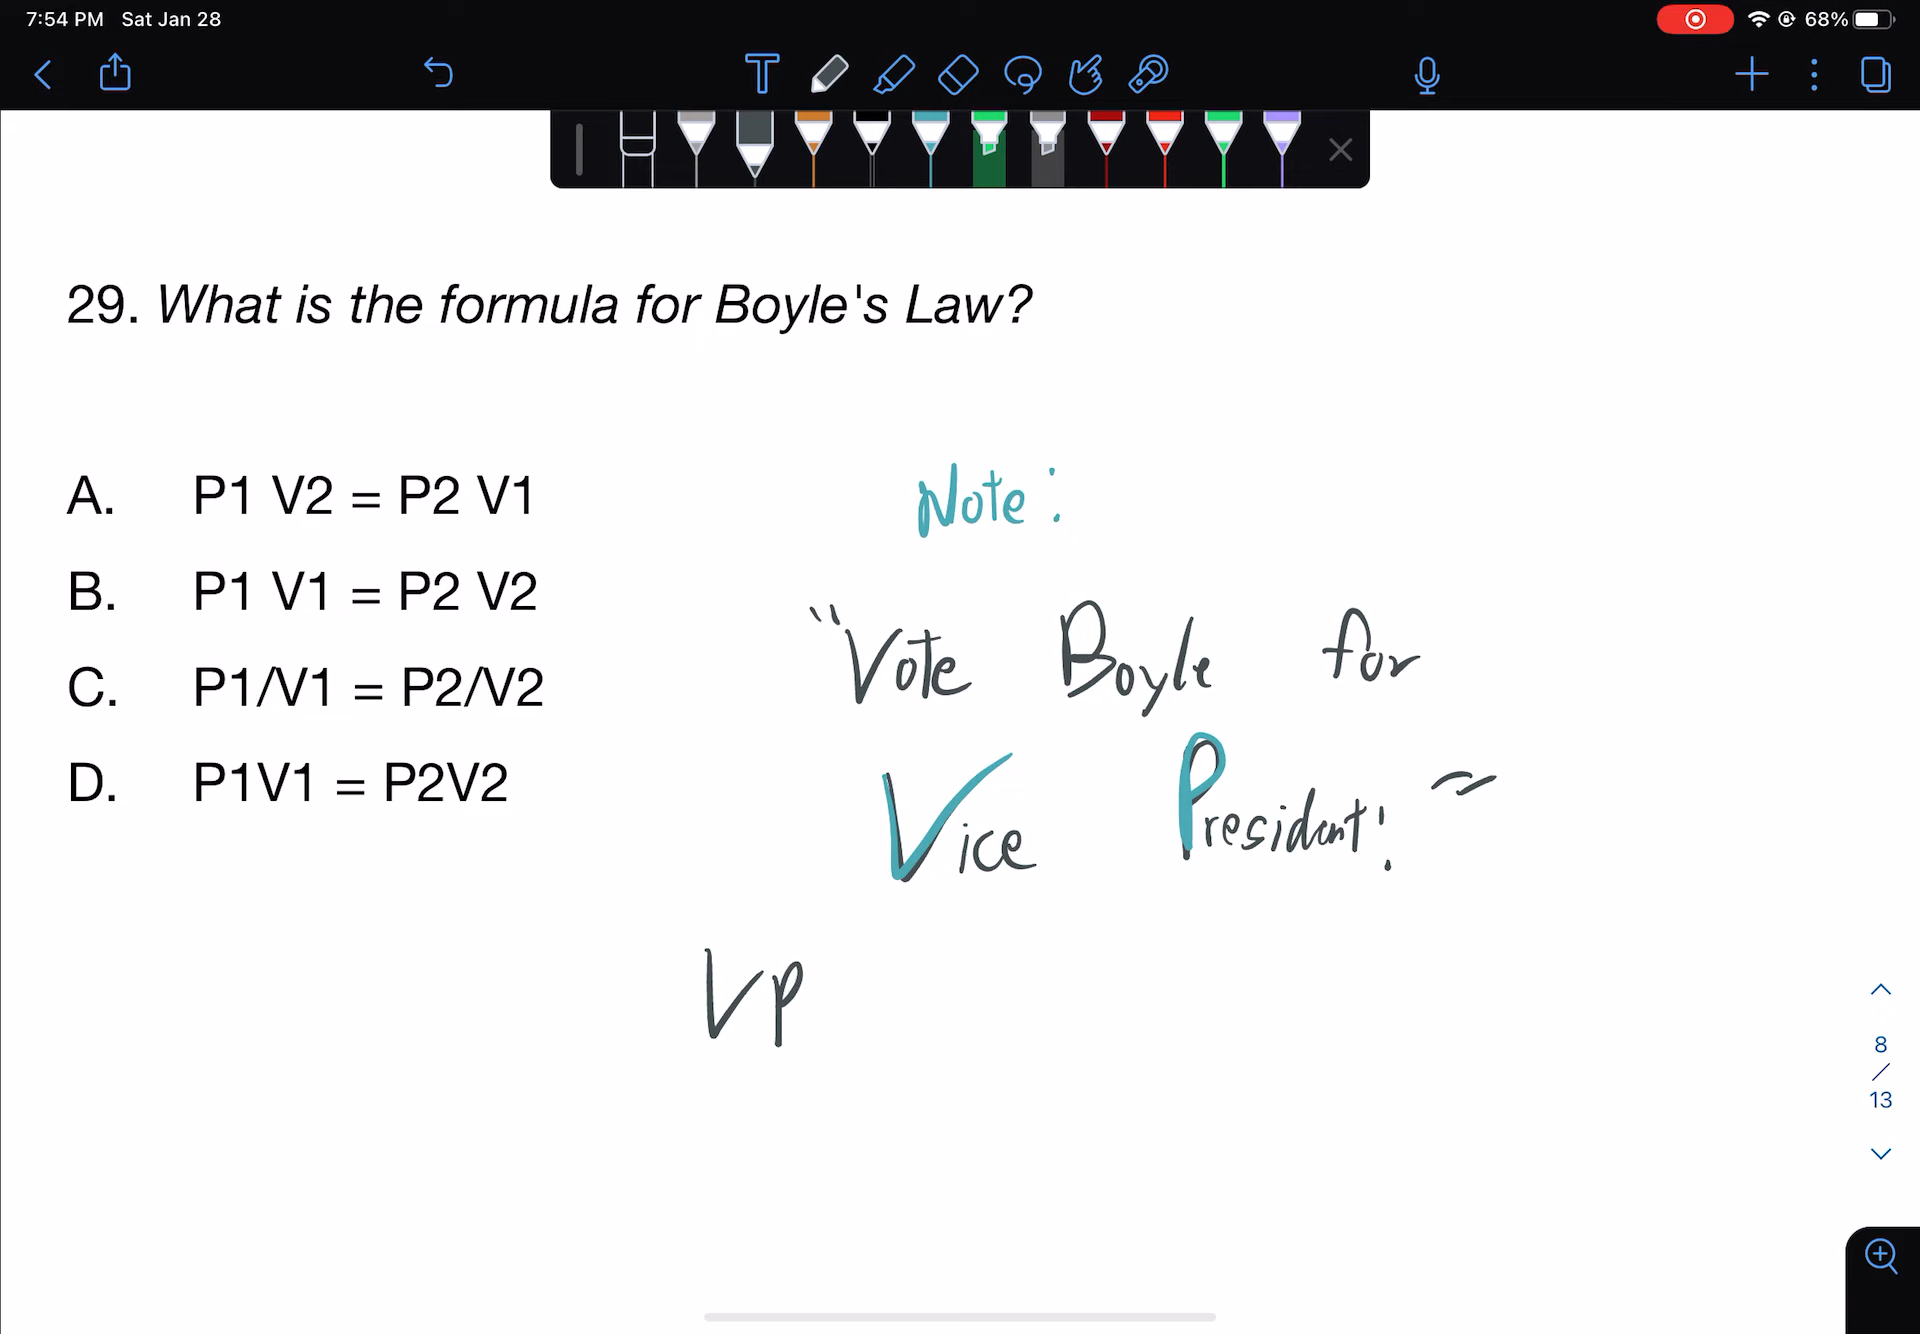 7:54 PM Sat Jan 28
68%
29. What is the formula for Boyle's Law?
A. P1 V2 = P2 V1
B. P1 V1 = P2 V2
C. P1/V1 = P2/V2
D. P1V1 = P2V2
Note:
"Vote Boyle for
Vice President!"
VP
8
/
13